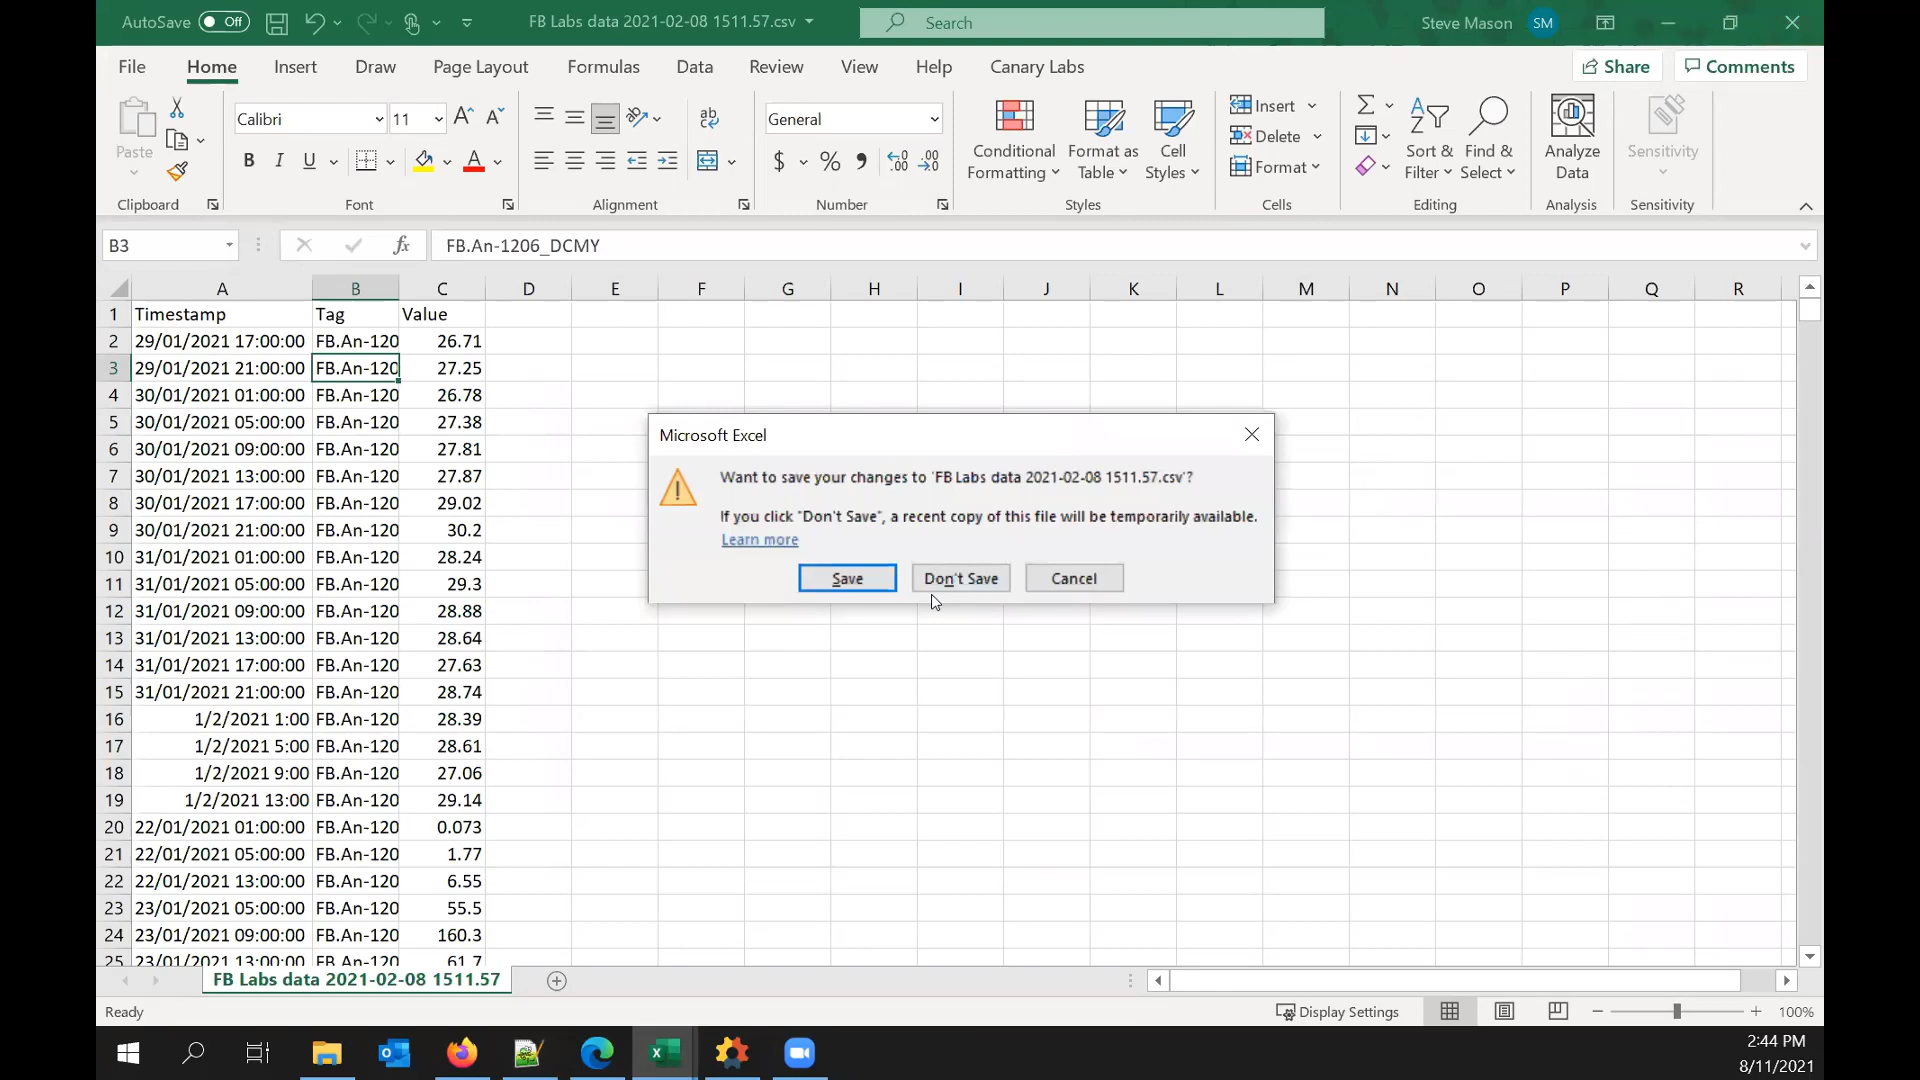 AutoSave Off FB Labs data 2021-02-08 1511.57.csv Search Steve Mason SM
File Home Insert Draw Page Layout Formulas Data Review View Help Canary Labs Share Comments
Paste Calibri 11 General
B I U
Conditional Formatting
Format as Table
Cell Styles
Insert
Delete
Format
Sort & Filter
Find & Select
Analyze Data
Sensitivity
Clipboard Font Alignment Number Styles Cells Editing Analysis Sensitivity
B3 fx FB.An-1206_DCMY
A B C D E F G H I J K L M N O P Q R
1 Timestamp Tag Value
2 29/01/2021 17:00:00 FB.An-120 26.71
3 29/01/2021 21:00:00 FB.An-120 27.25
4 30/01/2021 01:00:00 FB.An-120 26.78
5 30/01/2021 05:00:00 FB.An-120 27.38
6 30/01/2021 09:00:00 FB.An-120 27.81
7 30/01/2021 13:00:00 FB.An-120 27.87
8 30/01/2021 17:00:00 FB.An-120 29.02
9 30/01/2021 21:00:00 FB.An-120 30.2
10 31/01/2021 01:00:00 FB.An-120 28.24
11 31/01/2021 05:00:00 FB.An-120 29.3
12 31/01/2021 09:00:00 FB.An-120 28.88
13 31/01/2021 13:00:00 FB.An-120 28.64
14 31/01/2021 17:00:00 FB.An-120 27.63
15 31/01/2021 21:00:00 FB.An-120 28.74
16 1/2/2021 1:00 FB.An-120 28.39
17 1/2/2021 5:00 FB.An-120 28.61
18 1/2/2021 9:00 FB.An-120 27.06
19 1/2/2021 13:00 FB.An-120 29.14
20 22/01/2021 01:00:00 FB.An-120 0.073
21 22/01/2021 05:00:00 FB.An-120 1.77
22 22/01/2021 13:00:00 FB.An-120 6.55
23 23/01/2021 05:00:00 FB.An-120 55.5
24 23/01/2021 09:00:00 FB.An-120 160.3
25 23/01/2021 13:00:00 FB.An-120 61.7
Microsoft Excel
Want to save your changes to 'FB Labs data 2021-02-08 1511.57.csv'?
If you click "Don't Save", a recent copy of this file will be temporarily available.
Learn more
Save Don't Save Cancel
FB Labs data 2021-02-08 1511.57
Ready Display Settings 100%
2:44 PM
8/11/2021